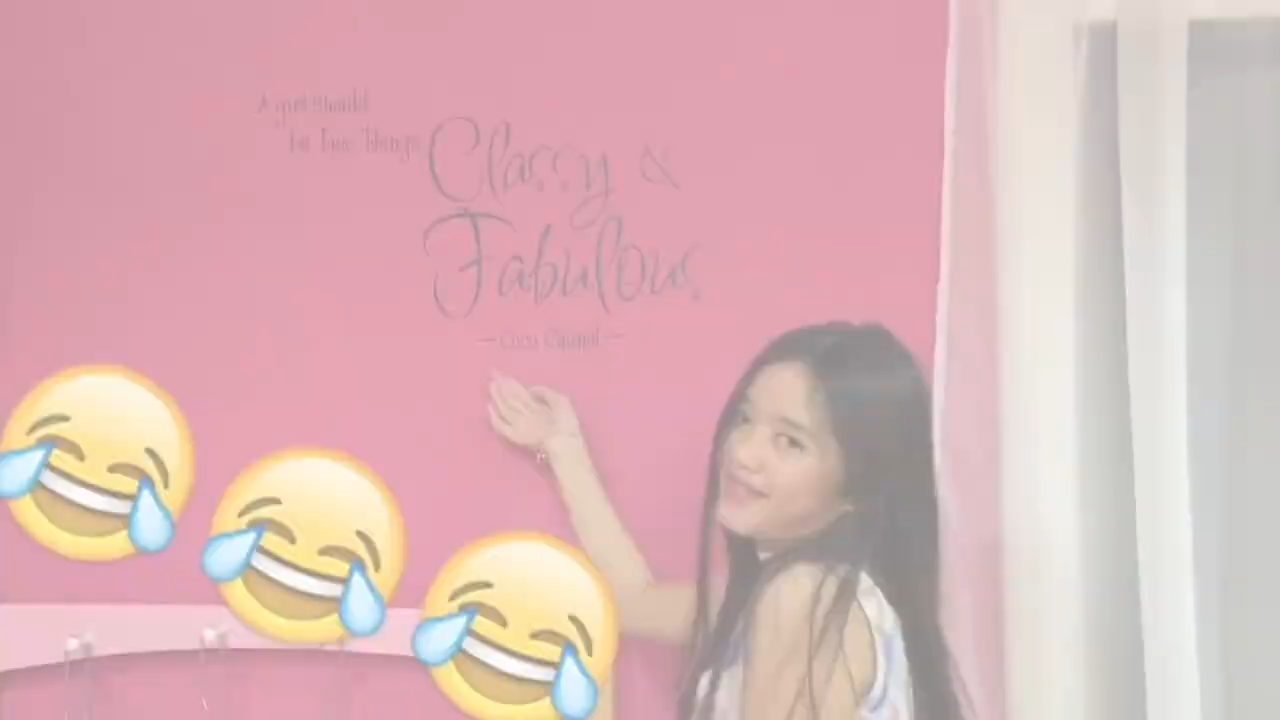 A girl should
be Two Things
Classy &
Fabulous
— Coco Chanel —